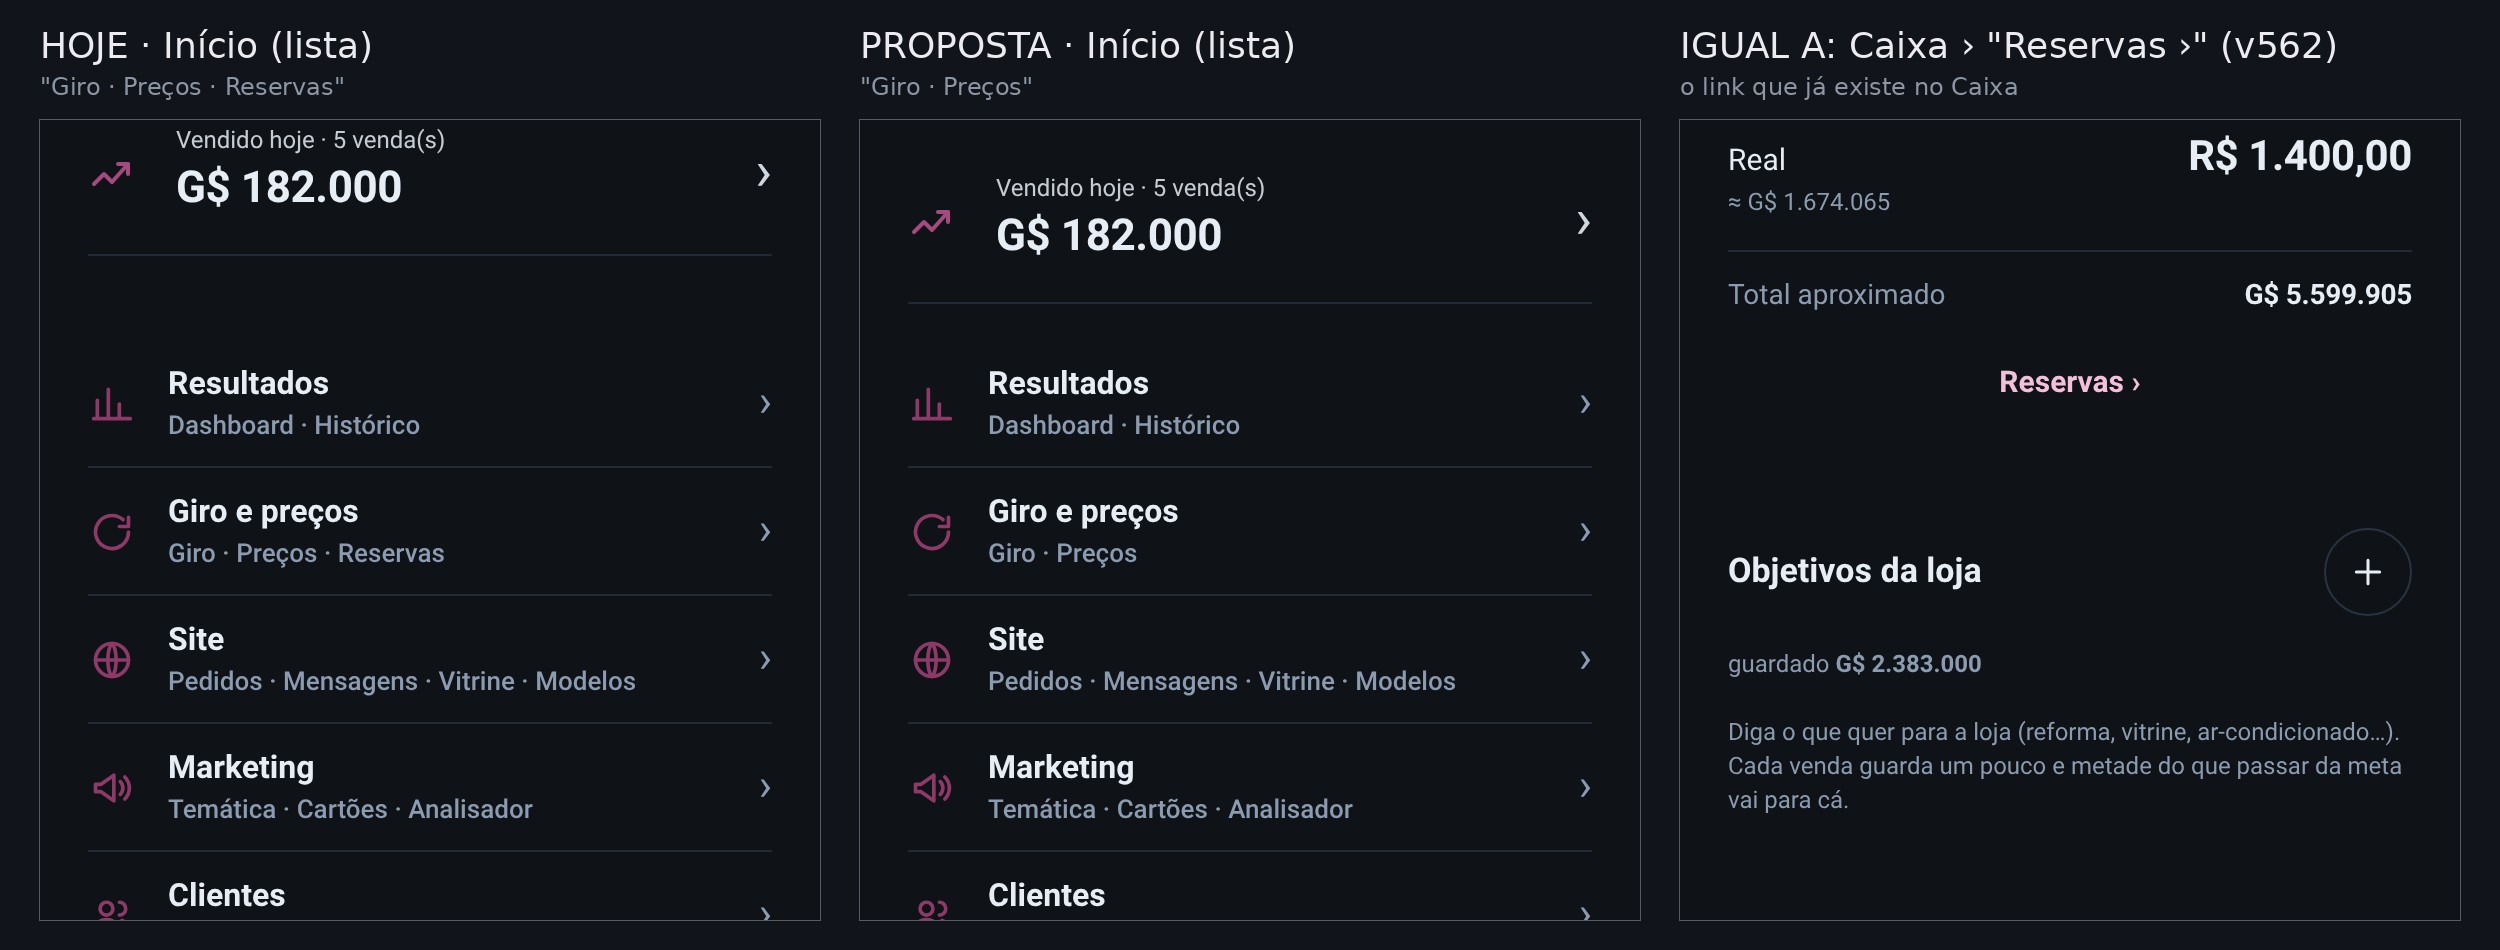 HOJE · Início (lista)
"Giro · Preços · Reservas"
Vendido hoje · 5 venda(s)
G$ 182.000
›
Resultados
Dashboard · Histórico
›
Giro e preços
Giro · Preços · Reservas
›
Site
Pedidos · Mensagens · Vitrine · Modelos
›
Marketing
Temática · Cartões · Analisador
›
Clientes
›
PROPOSTA · Início (lista)
"Giro · Preços"
Vendido hoje · 5 venda(s)
G$ 182.000
›
Resultados
Dashboard · Histórico
›
Giro e preços
Giro · Preços
›
Site
Pedidos · Mensagens · Vitrine · Modelos
›
Marketing
Temática · Cartões · Analisador
›
Clientes
›
IGUAL A: Caixa › "Reservas ›" (v562)
o link que já existe no Caixa
Real R$ 1.400,00
≈ G$ 1.674.065
Total aproximado G$ 5.599.905
Reservas ›
Objetivos da loja +
guardado G$ 2.383.000
Diga o que quer para a loja (reforma, vitrine, ar-condicionado…).
Cada venda guarda um pouco e metade do que passar da meta
vai para cá.